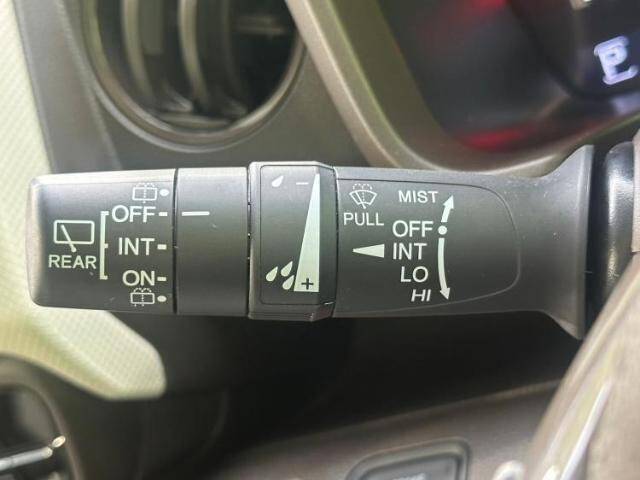 OFF
INT
ON
REAR
−
+
PULL
MIST
OFF
INT
LO
HI
P